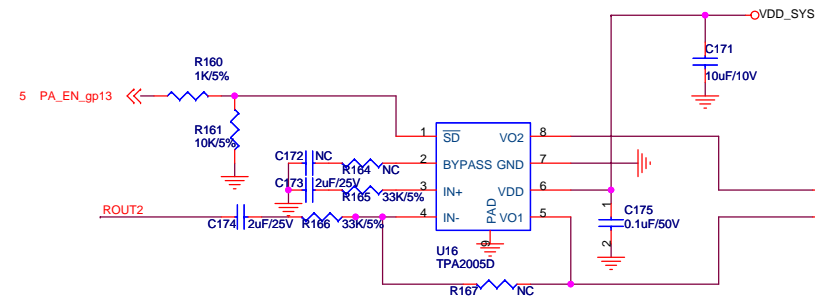 VDD_SYS
C171
10uF/10V
R160
1K/5%
5 PA_EN_gp13
R161
10K/5%
1 SD VO2 8
C172 NC R164 NC 2 BYPASS GND 7
C173 2uF/25V R165 33K/5% 3 IN+ VDD 6
ROUT2 C174 2uF/25V R166 33K/5% 4 IN- VO1 5
PAD
9
1
C175
0.1uF/50V
2
U16
TPA2005D
R167 NC